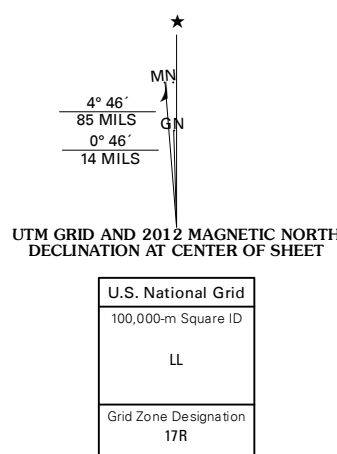 ★
MN
4° 46´
85 MILS
GN
0° 46´
14 MILS
UTM GRID AND 2012 MAGNETIC NORTH
DECLINATION AT CENTER OF SHEET
U.S. National Grid
100,000-m Square ID
LL
Grid Zone Designation
17R